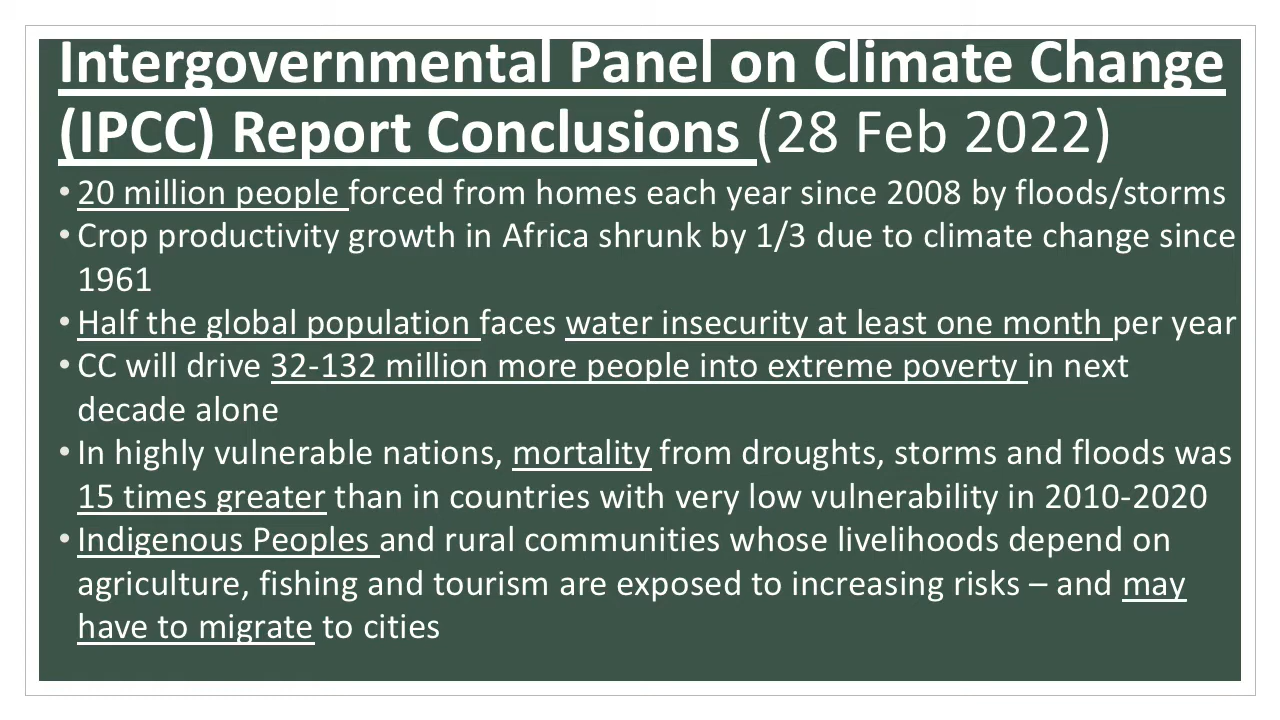 Intergovernmental Panel on Climate Change
(IPCC) Report Conclusions (28 Feb 2022)
• 20 million people forced from homes each year since 2008 by floods/storms
• Crop productivity growth in Africa shrunk by 1/3 due to climate change since
1961
• Half the global population faces water insecurity at least one month per year
• CC will drive 32-132 million more people into extreme poverty in next
decade alone
• In highly vulnerable nations, mortality from droughts, storms and floods was
15 times greater than in countries with very low vulnerability in 2010-2020
• Indigenous Peoples and rural communities whose livelihoods depend on
agriculture, fishing and tourism are exposed to increasing risks – and may
have to migrate to cities